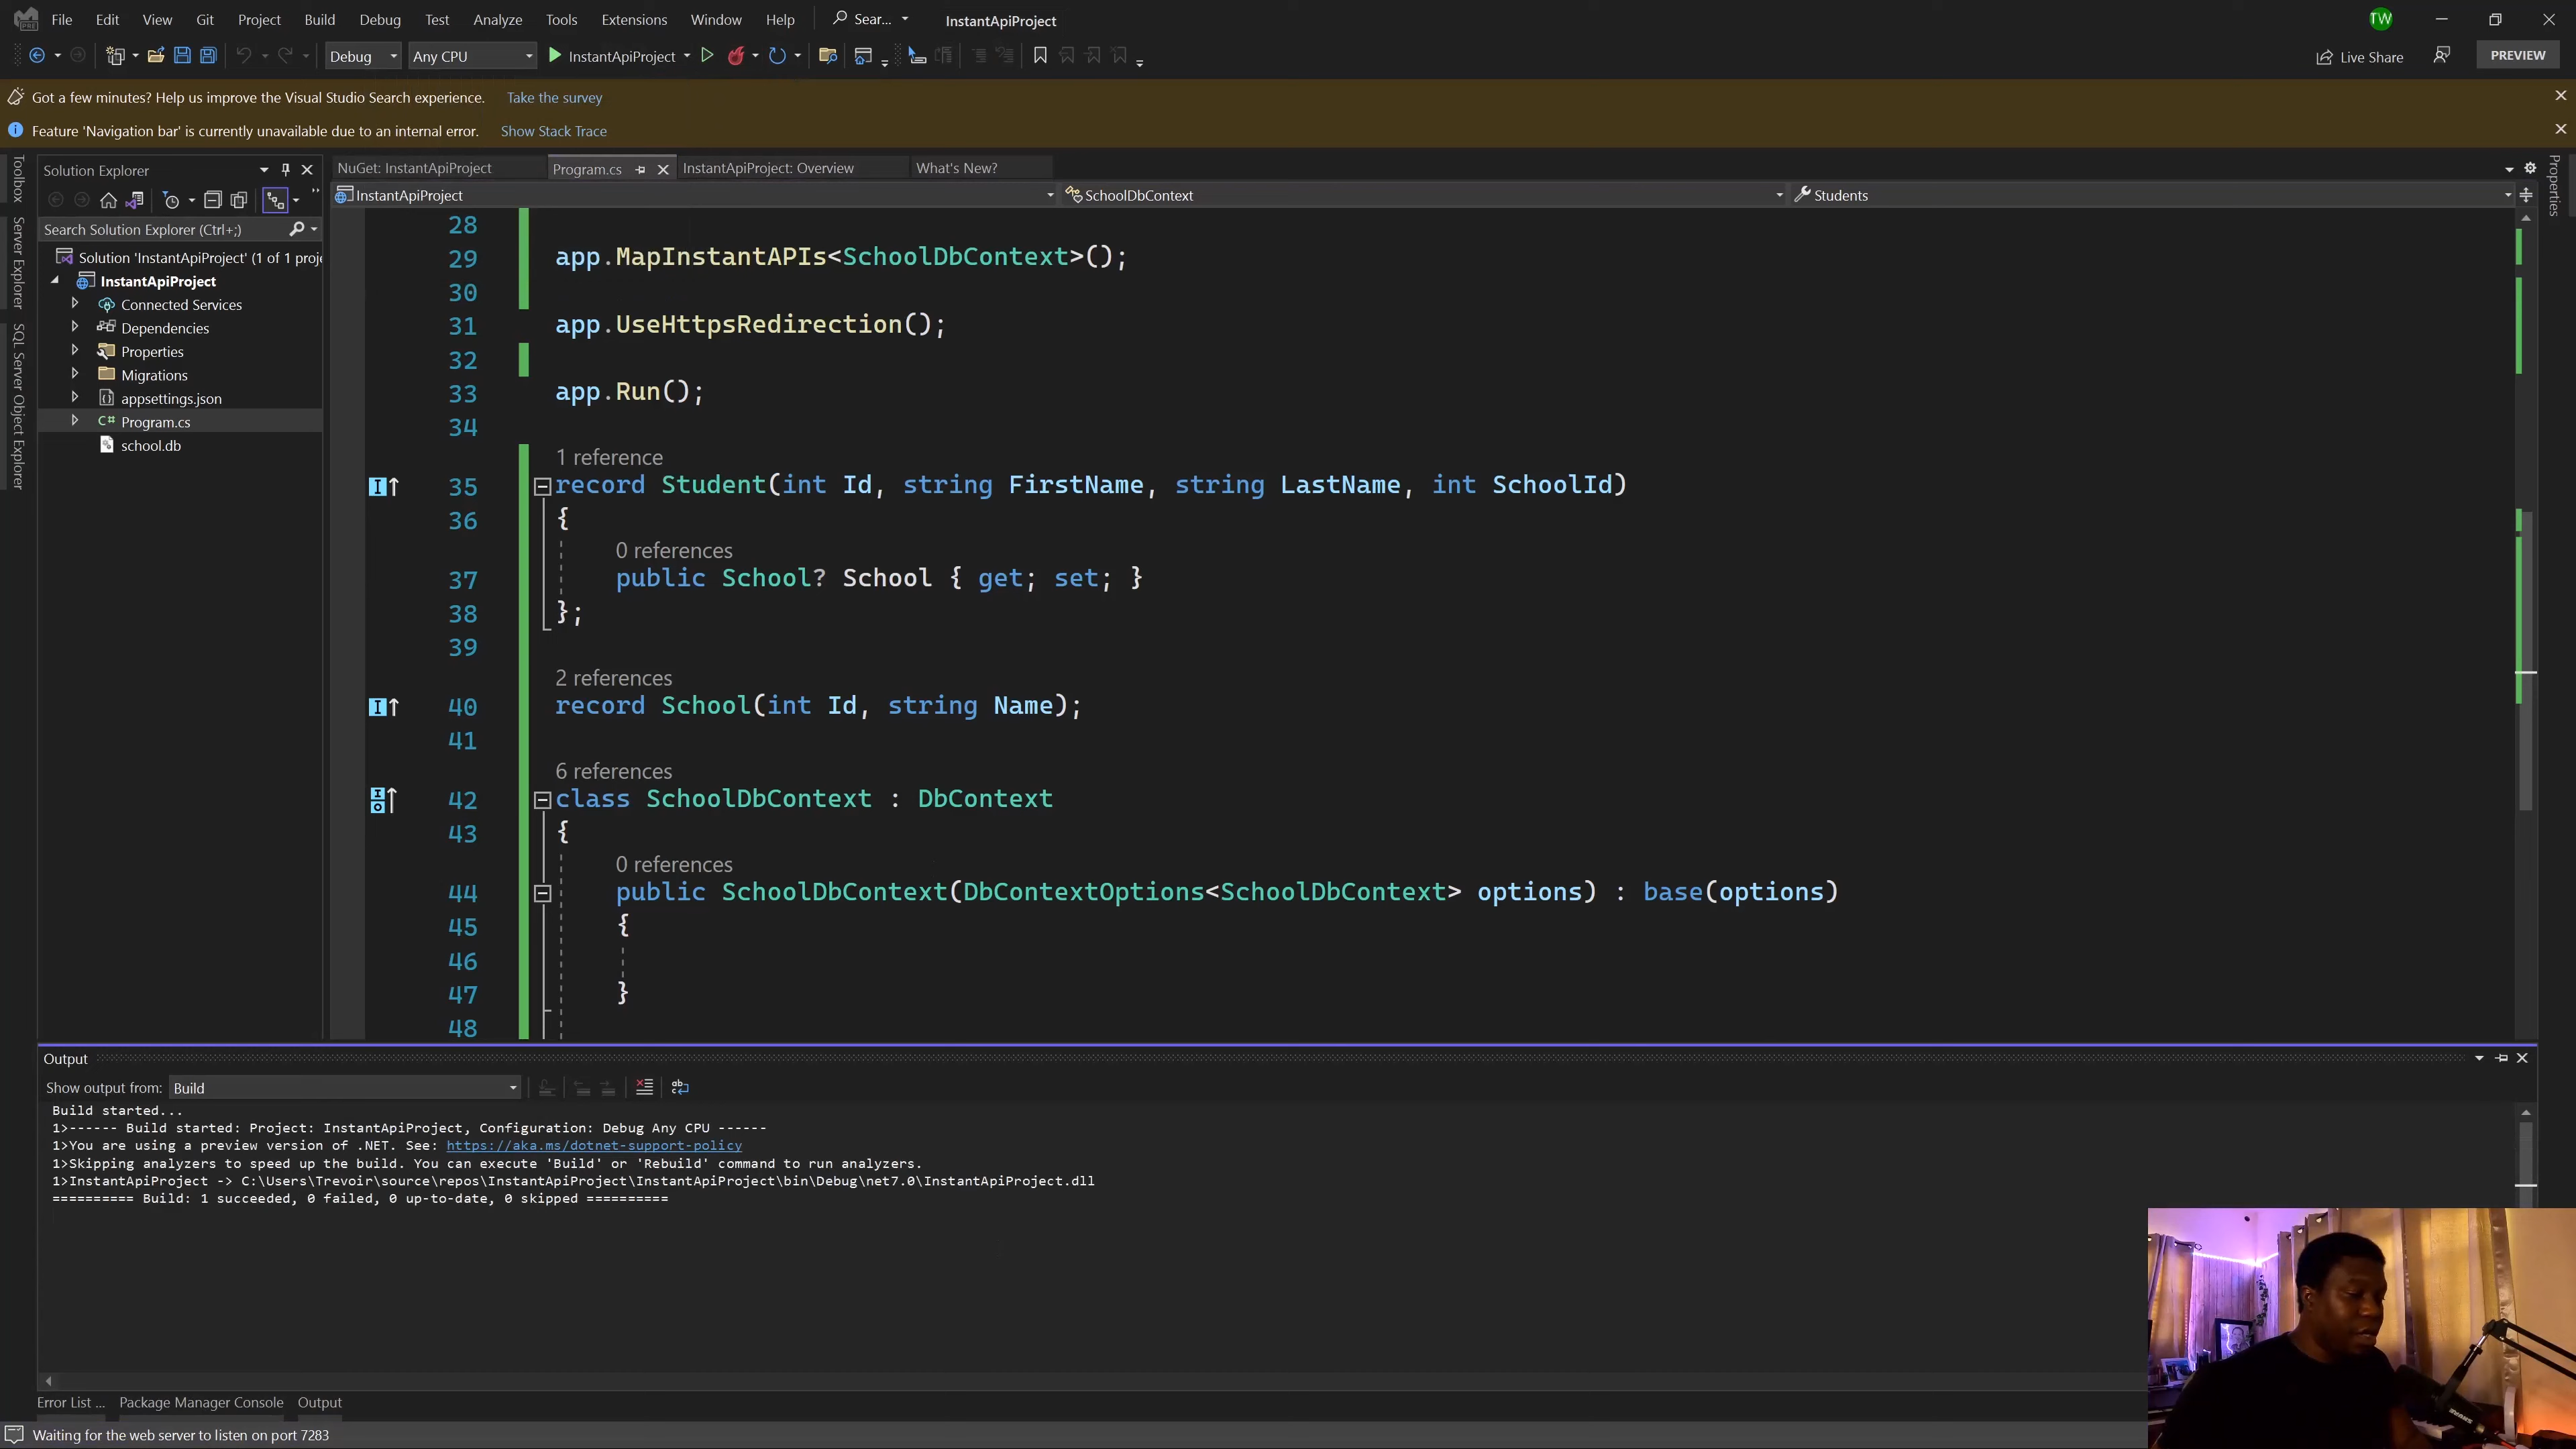 File Edit View Git Project Build Debug Test Analyze Tools Extensions Window Help Sear... InstantApiProject TW
Debug Any CPU InstantApiProject Live Share PREVIEW
Got a few minutes? Help us improve the Visual Studio Search experience. Take the survey
Feature 'Navigation bar' is currently unavailable due to an internal error. Show Stack Trace
Toolbox
Server Explorer
SQL Server Object Explorer
Solution Explorer
Search Solution Explorer (Ctrl+;)
Solution 'InstantApiProject' (1 of 1 proje
InstantApiProject
Connected Services
Dependencies
Properties
Migrations
appsettings.json
C# Program.cs
school.db
NuGet: InstantApiProject Program.cs InstantApiProject: Overview What's New?
InstantApiProject SchoolDbContext Students
Properties
28
29 app.MapInstantAPIs<SchoolDbContext>();
30
31 app.UseHttpsRedirection();
32
33 app.Run();
34
1 reference
35 record Student(int Id, string FirstName, string LastName, int SchoolId)
36 {
0 references
37 public School? School { get; set; }
38 };
39
2 references
40 record School(int Id, string Name);
41
6 references
42 class SchoolDbContext : DbContext
43 {
0 references
44 public SchoolDbContext(DbContextOptions<SchoolDbContext> options) : base(options)
45 {
46
47 }
48
Output
Show output from: Build
Build started...
1>------ Build started: Project: InstantApiProject, Configuration: Debug Any CPU ------
1>You are using a preview version of .NET. See: https://aka.ms/dotnet-support-policy
1>Skipping analyzers to speed up the build. You can execute 'Build' or 'Rebuild' command to run analyzers.
1>InstantApiProject -> C:\Users\Trevoir\source\repos\InstantApiProject\InstantApiProject\bin\Debug\net7.0\InstantApiProject.dll
========== Build: 1 succeeded, 0 failed, 0 up-to-date, 0 skipped ==========
Error List ... Package Manager Console Output
Waiting for the web server to listen on port 7283